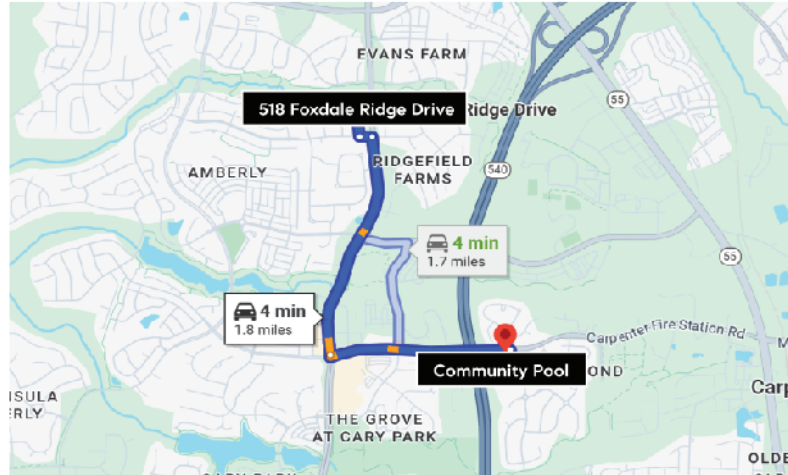 EVANS FARM
55
518 Foxdale Ridge Drive
Ridge Drive
AMBERLY
RIDGEFIELD
FARMS
540
4 min
1.7 miles
55
4 min
1.8 miles
Carpenter Fire Station Rd
Community Pool
OND
M
Carp
NSULA
ERLY
THE GROVE
AT CARY PARK
OLDE